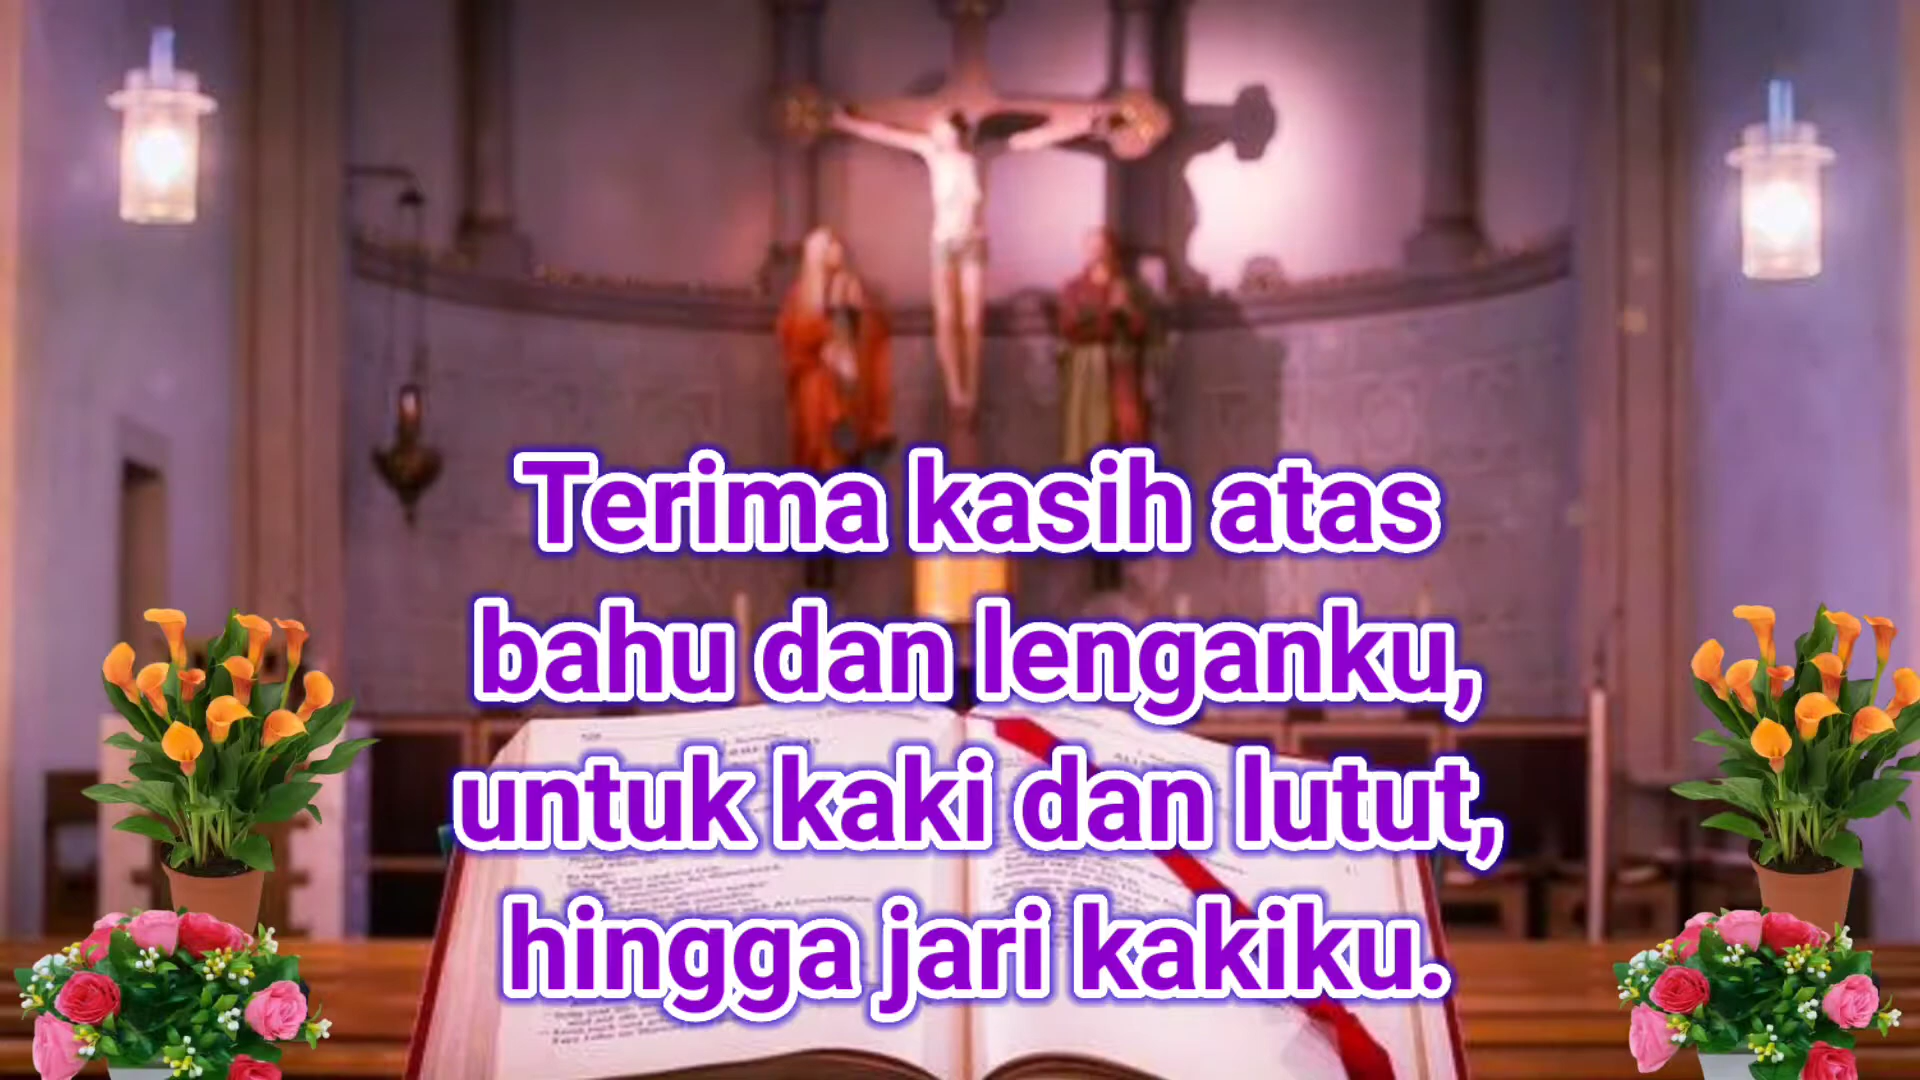 Terima kasih atas
bahu dan lenganku,
untuk kaki dan lutut,
hingga jari kakiku.